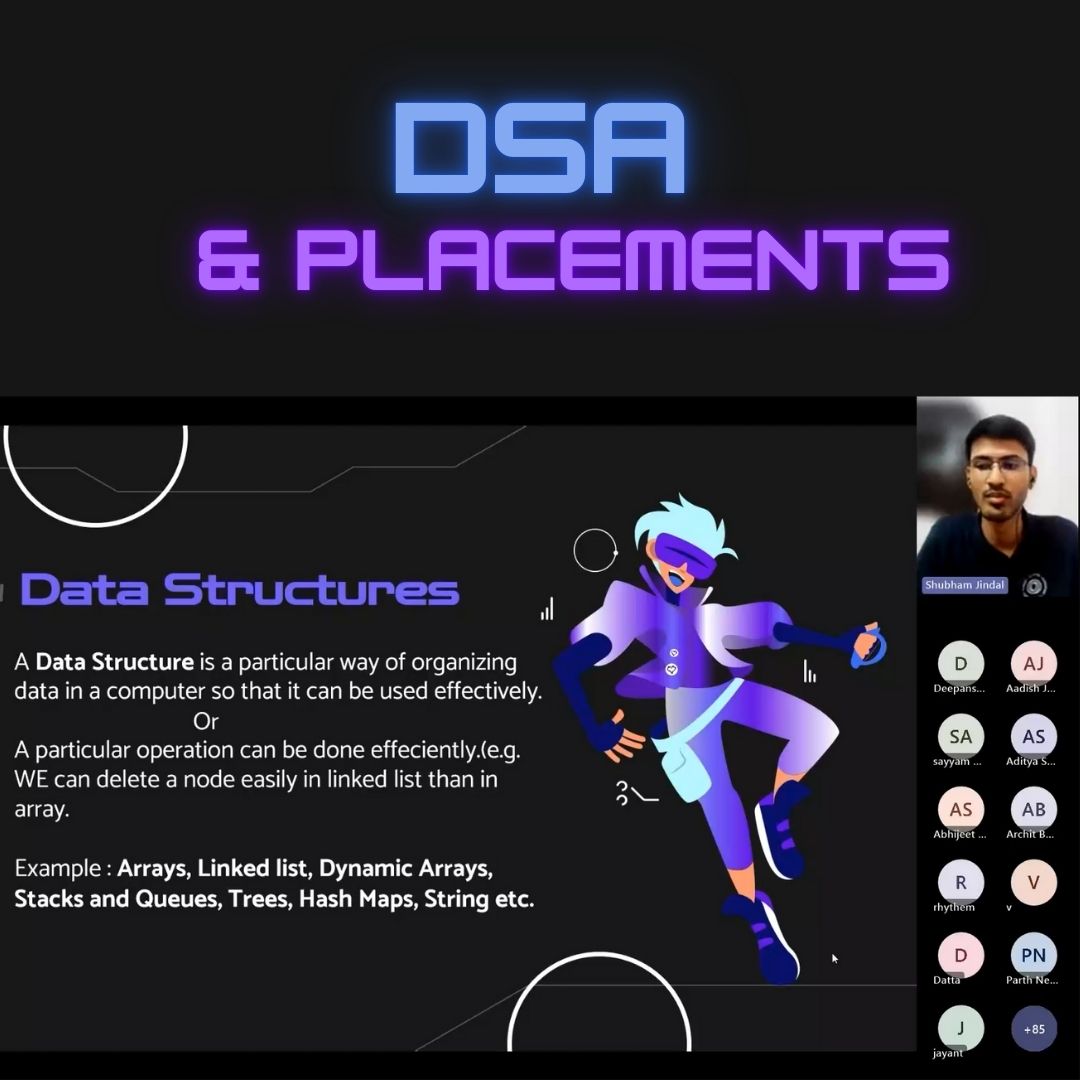 DSA
& PLACEMENTS
Data Structures
A Data Structure is a particular way of organizing
data in a computer so that it can be used effectively.
Or
A particular operation can be done effeciently.(e.g.
WE can delete a node easily in linked list than in
array.
Example : Arrays, Linked list, Dynamic Arrays,
Stacks and Queues, Trees, Hash Maps, String etc.
Shubham Jindal
D
Deepans...
AJ
Aadish J...
SA
sayyam ...
AS
Aditya S...
AS
Abhijeet ...
AB
Archit B...
R
rhythem
V
v
D
Datta
PN
Parth Ne...
J
jayant
+85